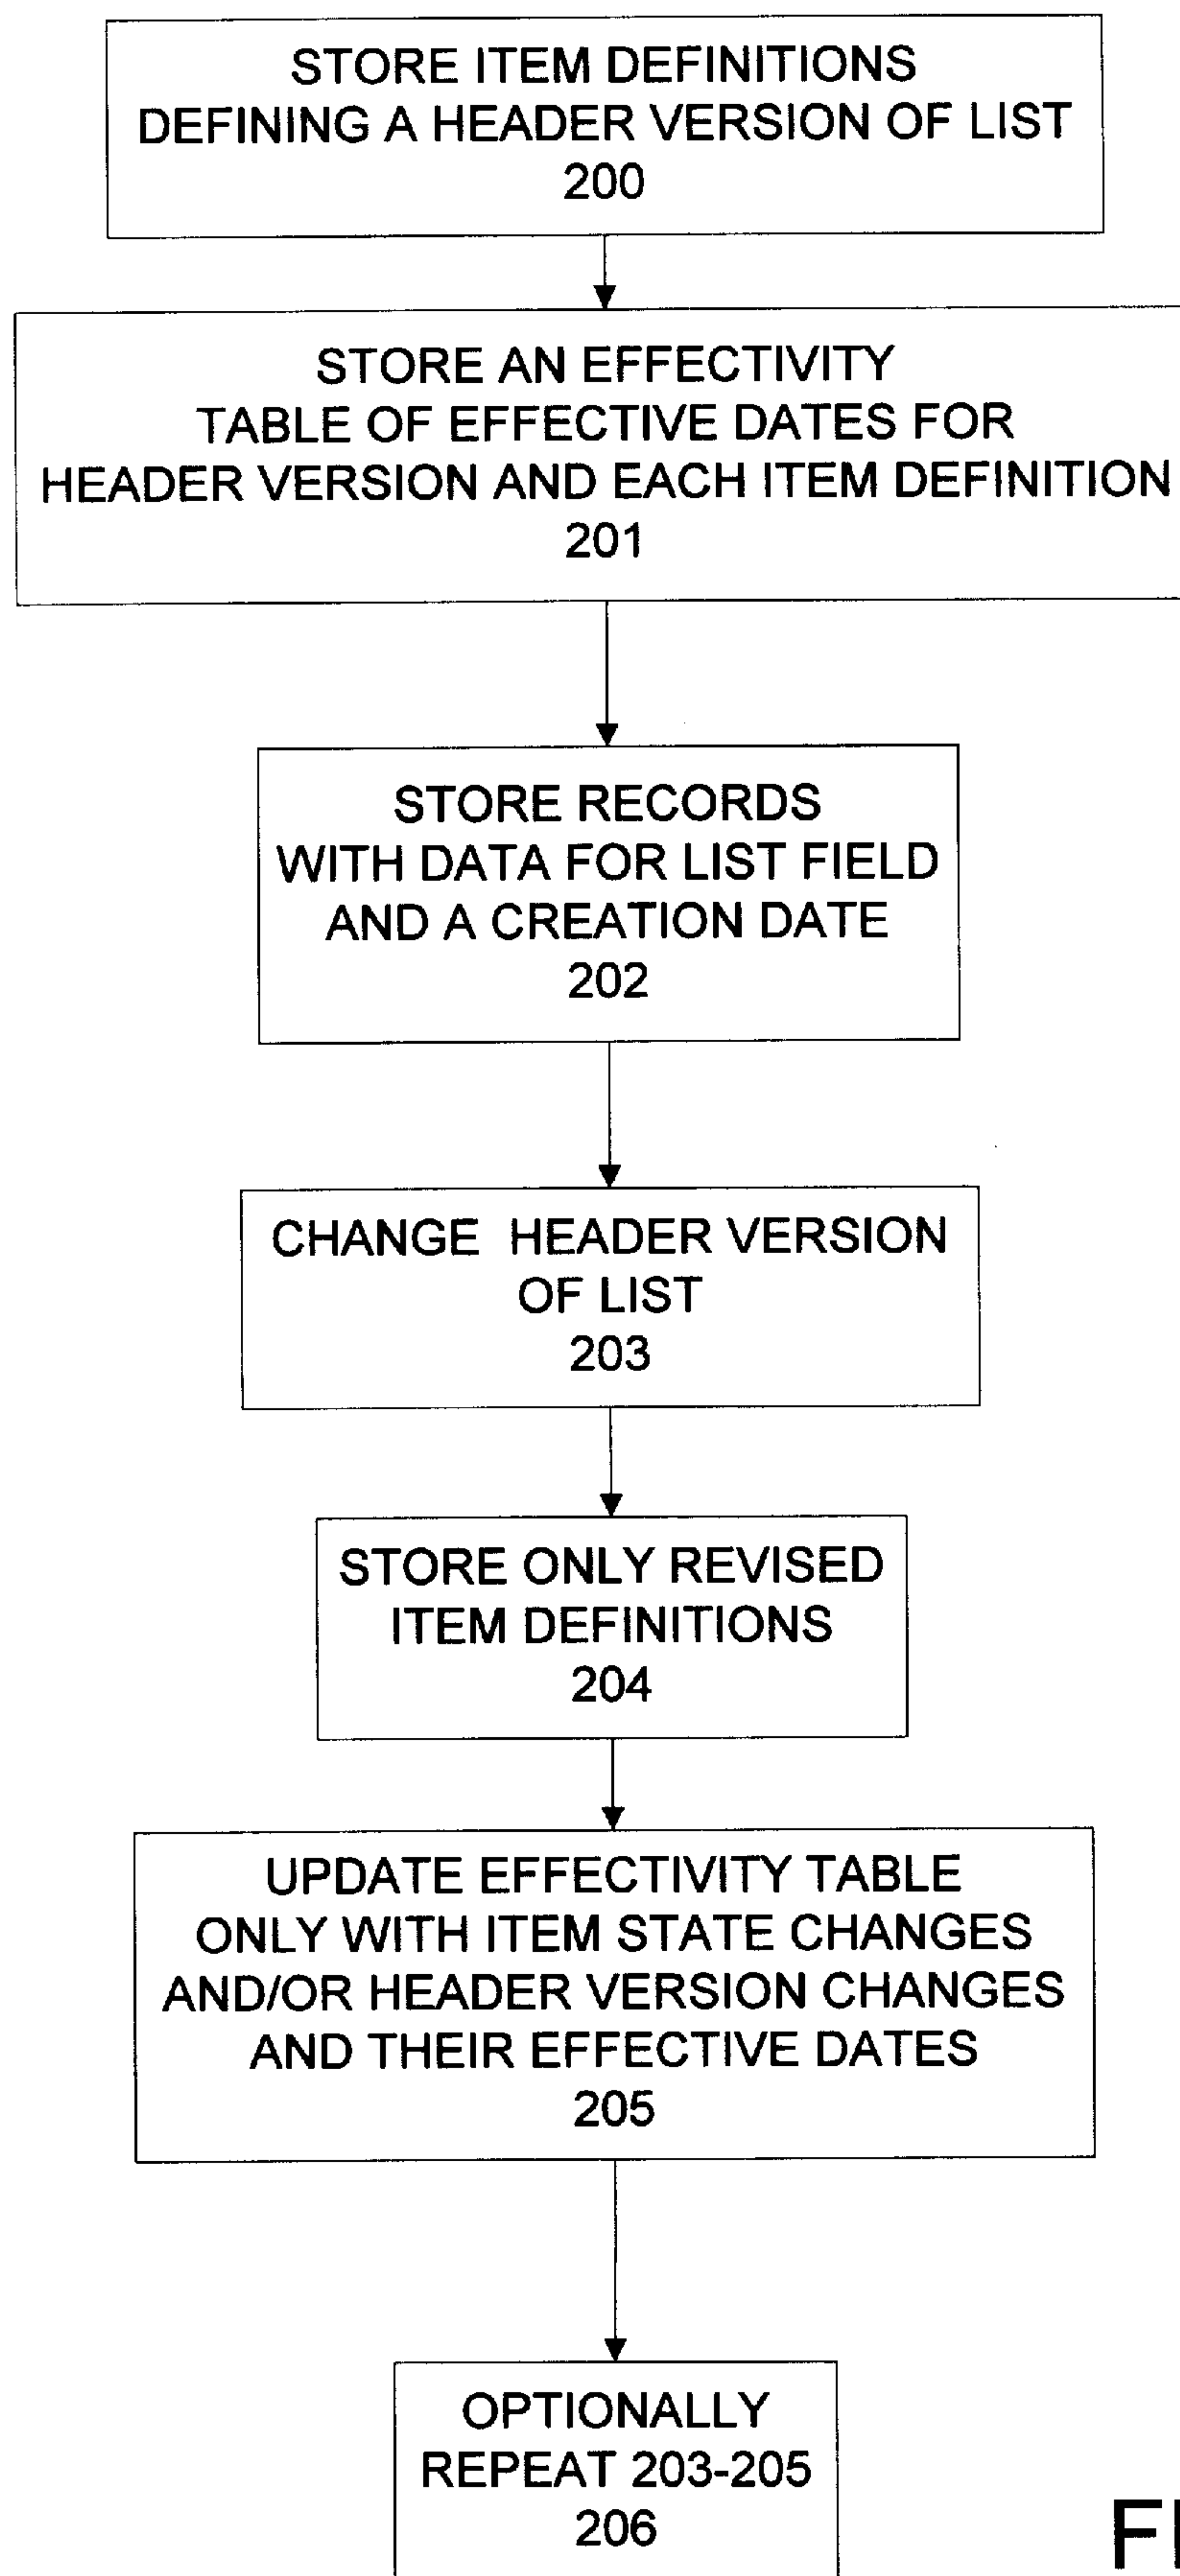 STORE ITEM DEFINITIONS
DEFINING A HEADER VERSION OF LIST
200
STORE AN EFFECTIVITY
TABLE OF EFFECTIVE DATES FOR
HEADER VERSION AND EACH ITEM DEFINITION
201
STORE RECORDS
WITH DATA FOR LIST FIELD
AND A CREATION DATE
202
CHANGE HEADER VERSION
OF LIST
203
STORE ONLY REVISED
ITEM DEFINITIONS
204
UPDATE EFFECTIVITY TABLE
ONLY WITH ITEM STATE CHANGES
AND/OR HEADER VERSION CHANGES
AND THEIR EFFECTIVE DATES
205
OPTIONALLY
REPEAT 203-205
206